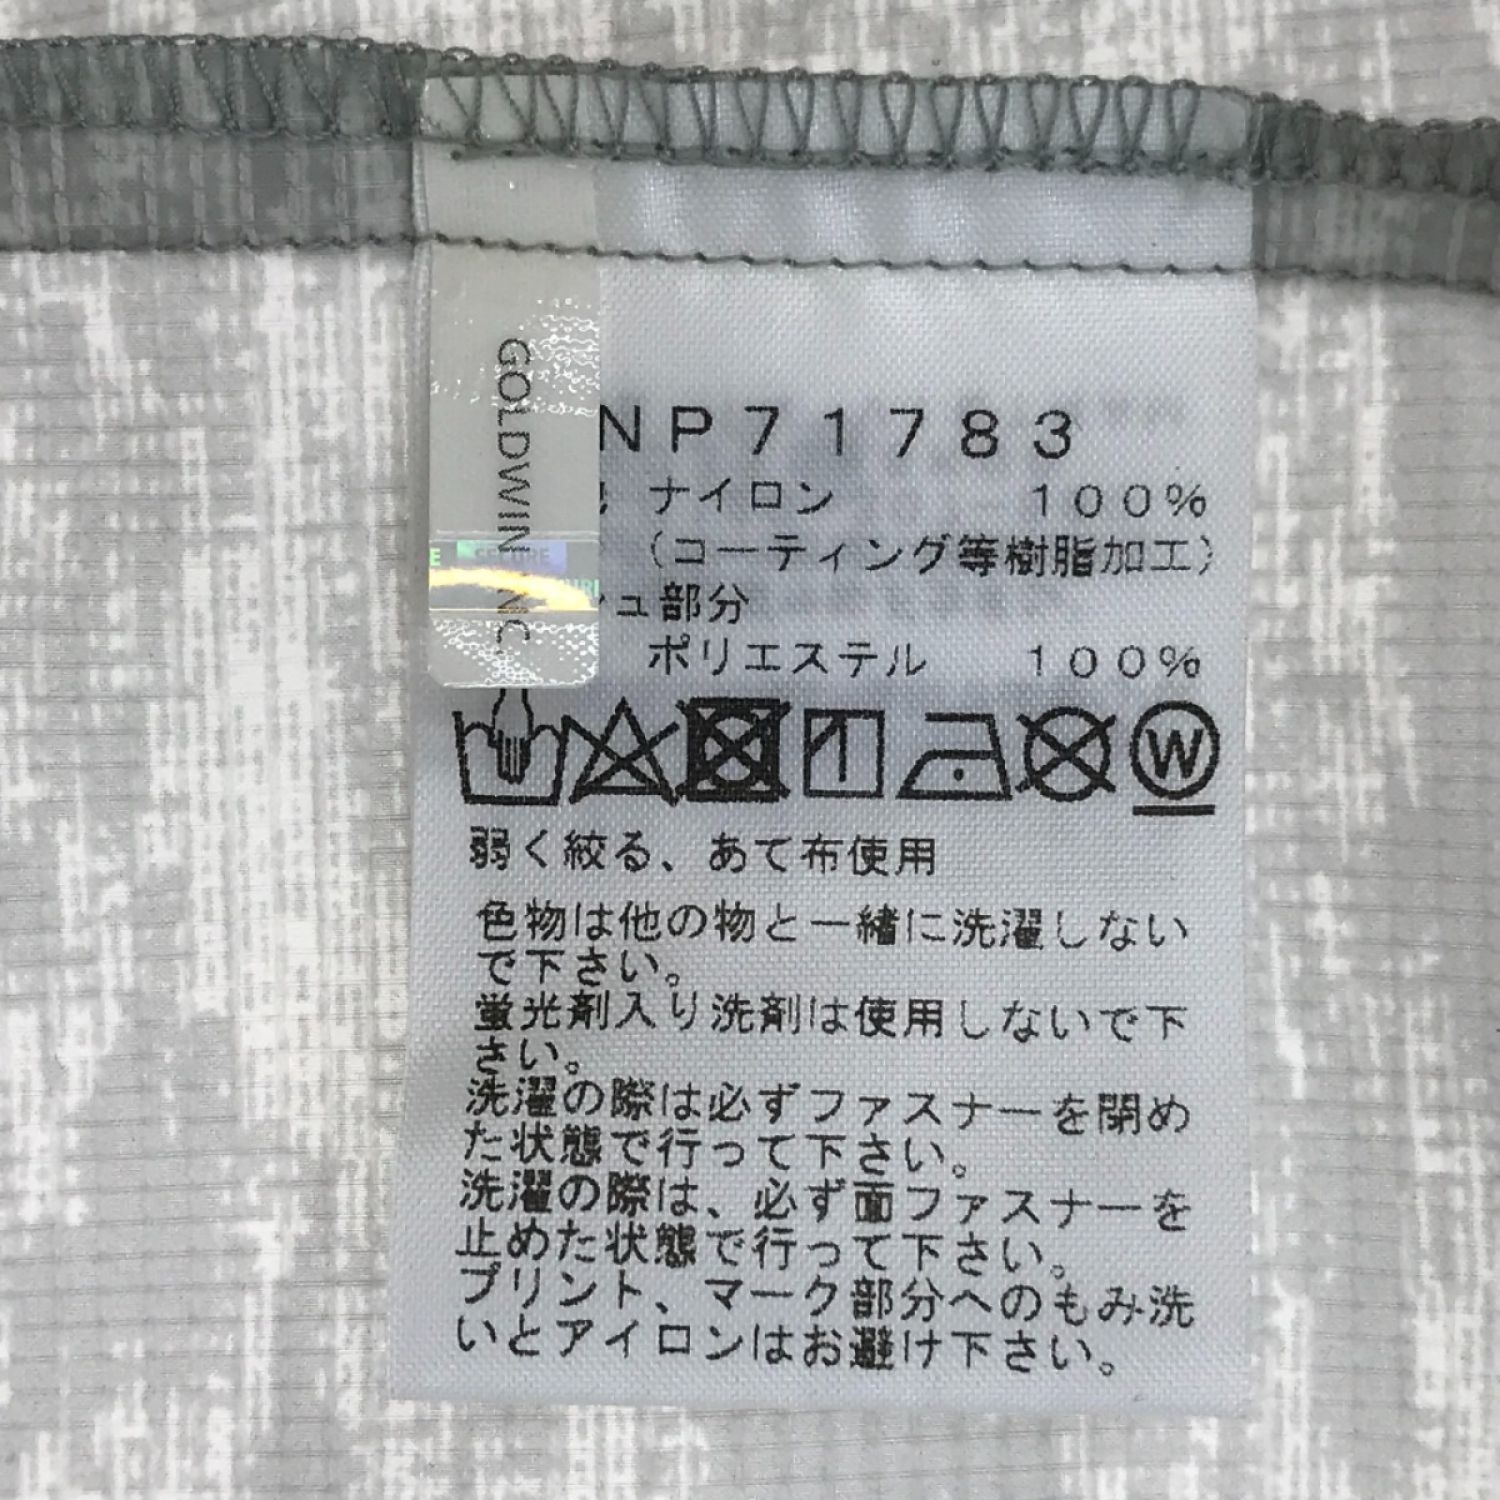 GOLDWIN INC.
NP71783
ナイロン 100%
(コーティング等樹脂加工)
ュ部分
ポリエステル 100%
W
弱く絞る、あて布使用
色物は他の物と一緒に洗濯しない
で下さい。
蛍光剤入り洗剤は使用しないで下
さい。
洗濯の際は必ずファスナーを閉め
た状態で行って下さい。
洗濯の際は、必ず面ファスナーを
止めた状態で行って下さい。
プリント、マーク部分へのもみ洗
いとアイロンはお避け下さい。